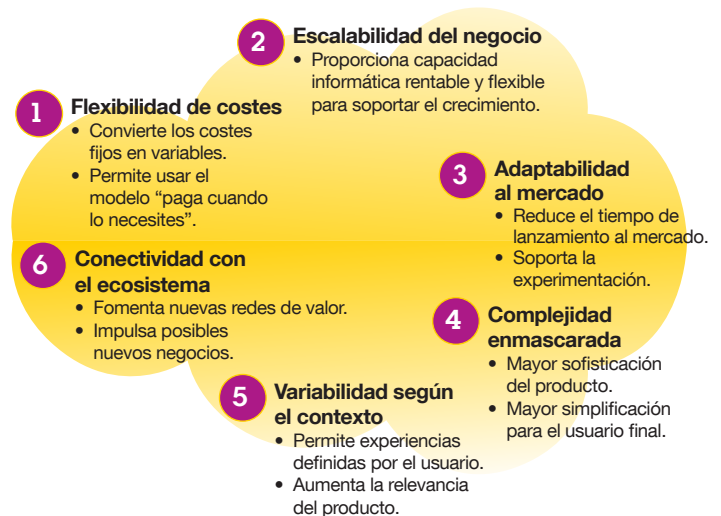 1
Flexibilidad de costes
• Convierte los costes
fijos en variables.
• Permite usar el
modelo “paga cuando
lo necesites”.
2
Escalabilidad del negocio
• Proporciona capacidad
informática rentable y flexible
para soportar el crecimiento.
3
Adaptabilidad
al mercado
• Reduce el tiempo de
lanzamiento al mercado.
• Soporta la
experimentación.
4
Complejidad
enmascarada
• Mayor sofisticación
del producto.
• Mayor simplificación
para el usuario final.
5
Variabilidad según
el contexto
• Permite experiencias
definidas por el usuario.
• Aumenta la relevancia
del producto.
6
Conectividad con
el ecosistema
• Fomenta nuevas redes de valor.
• Impulsa posibles
nuevos negocios.